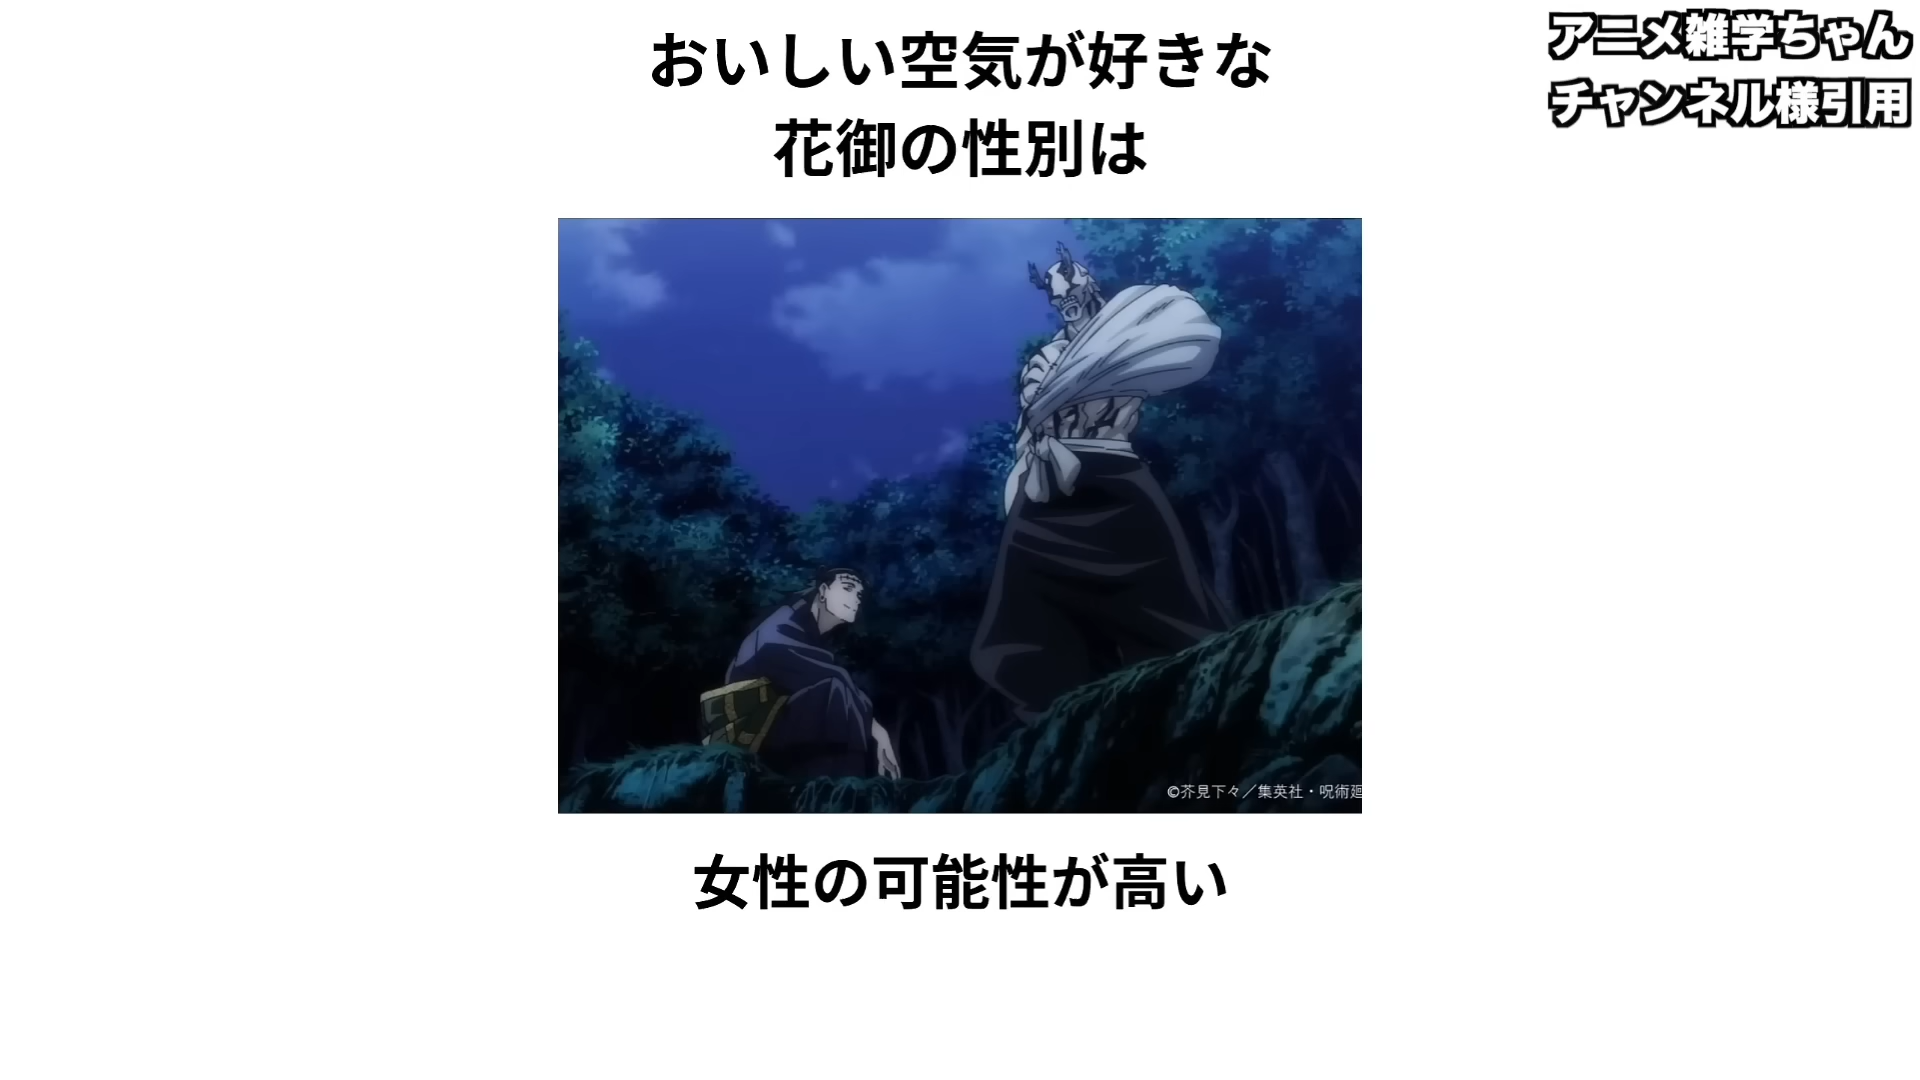 おいしい空気が好きな
花御の性別は
アニメ雑学ちゃん
チャンネル様引用
©芥見下々／集英社・呪術廻
女性の可能性が高い